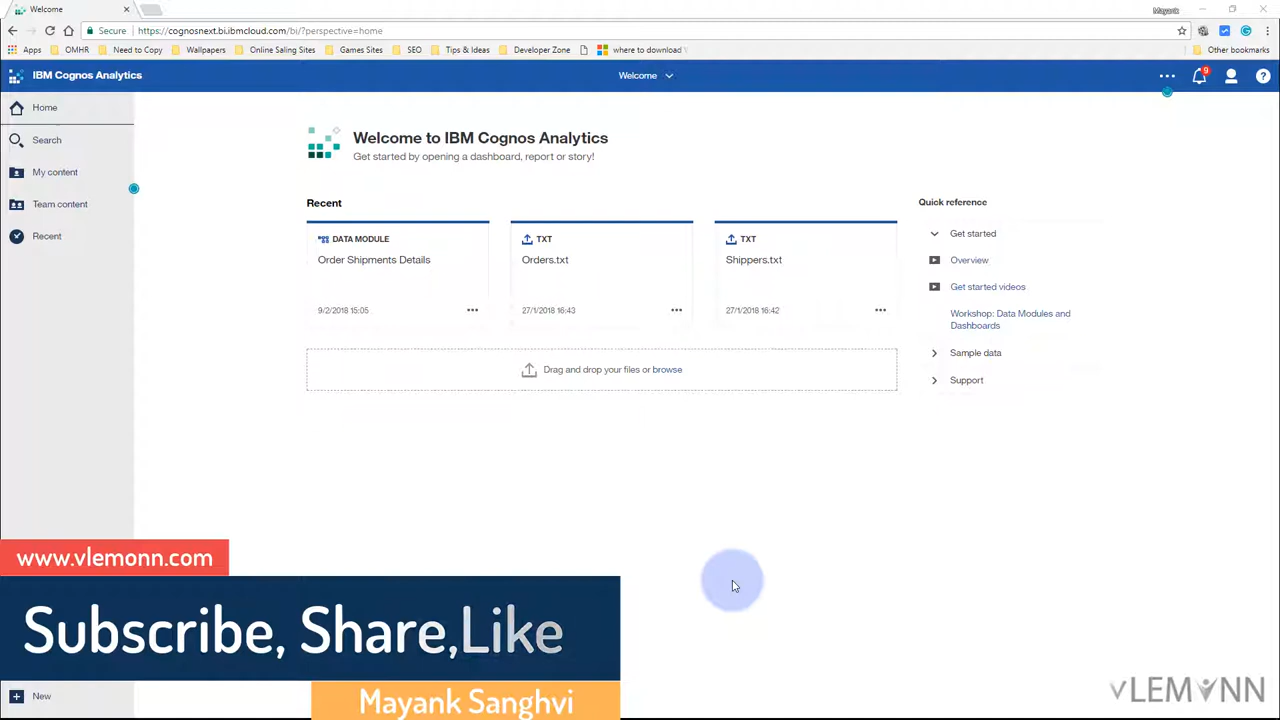 Welcome
Mayank
Secure
https://cognosnext.bi.ibmcloud.com/bi/?perspective=home
Apps
OMHR
Need to Copy
Wallpapers
Online Saling Sites
Games Sites
SEO
Tips & Ideas
Developer Zone
where to download
Other bookmarks
IBM Cognos Analytics
Welcome
9
?
Home
Search
My content
Team content
Recent
Welcome to IBM Cognos Analytics
Get started by opening a dashboard, report or story!
Recent
DATA MODULE
Order Shipments Details
9/2/2018 15:05
TXT
Orders.txt
27/1/2018 16:43
TXT
Shippers.txt
27/1/2018 16:42
Drag and drop your files or browse
Quick reference
Get started
Overview
Get started videos
Workshop: Data Modules and
Dashboards
Sample data
Support
www.vlemonn.com
Subscribe, Share,Like
Mayank Sanghvi
New
vLEMONN